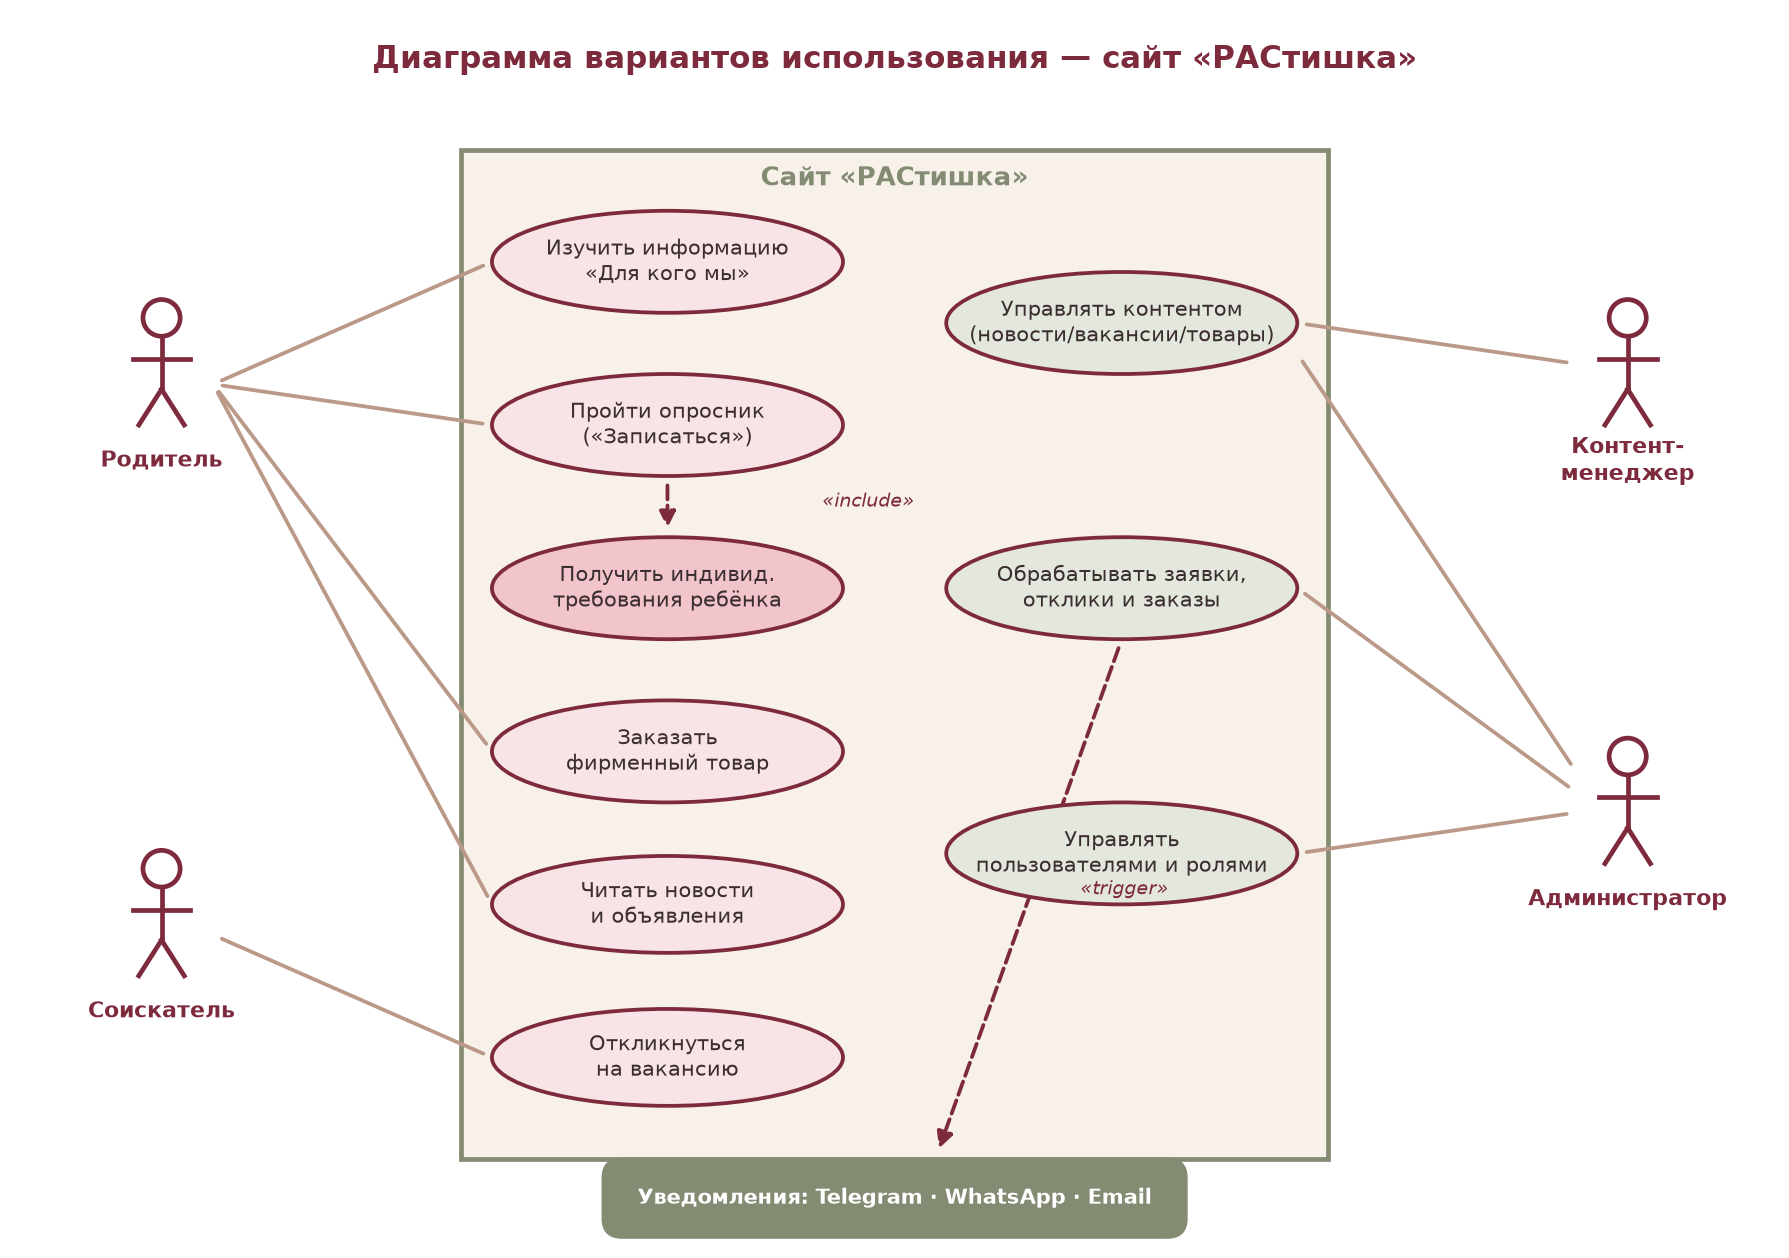 Диаграмма вариантов использования — сайт «РАСтишка»
Сайт «РАСтишка»
Изучить информацию
«Для кого мы»
Управлять контентом
(новости/вакансии/товары)
Пройти опросник
(«Записаться»)
Родитель
Контент-
менеджер
«include»
Получить индивид.
требования ребёнка
Обрабатывать заявки,
отклики и заказы
Заказать
фирменный товар
Управлять
пользователями и ролями
«trigger»
Читать новости
и объявления
Администратор
Соискатель
Откликнуться
на вакансию
Уведомления: Telegram · WhatsApp · Email